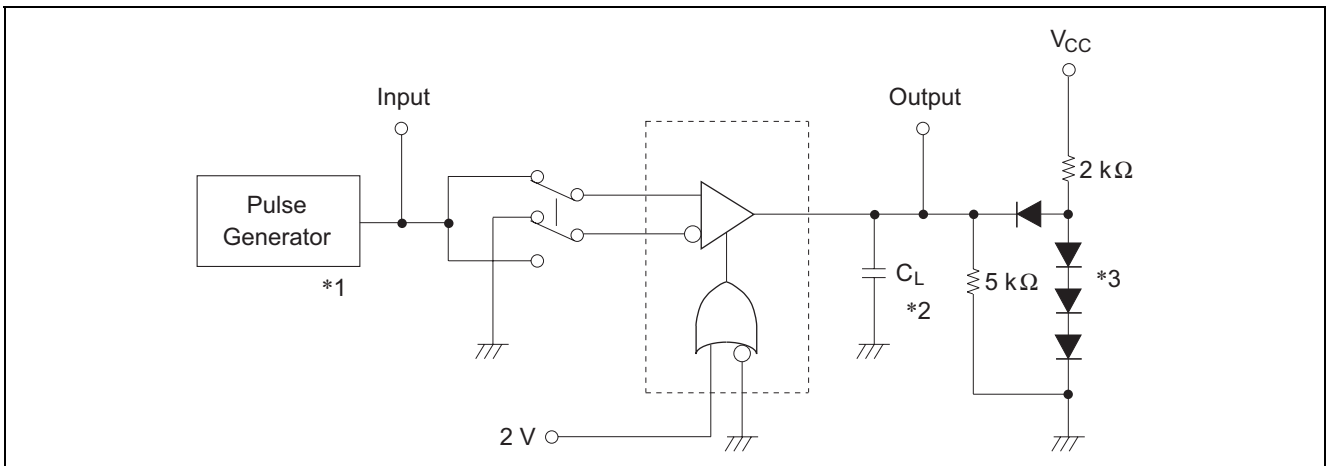 V_CC
Input
Output
2 kΩ
Pulse
Generator
*1
C_L
*2
5 kΩ
*3
2 V